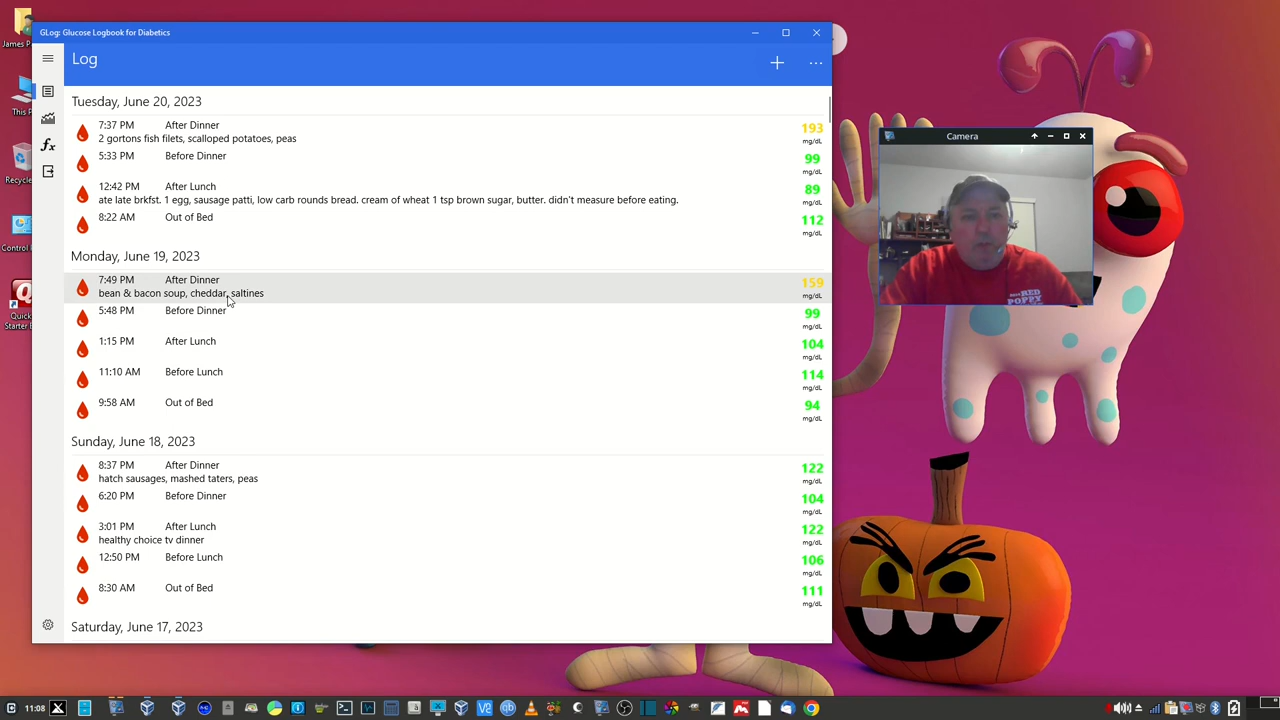 James P
GLog: Glucose Logbook for Diabetics
Log
This P
Recycle
Control
Quick
Starter
Tuesday, June 20, 2023
7:37 PM After Dinner 193
2 gortons fish filets, scalloped potatoes, peas mg/dL
5:33 PM Before Dinner 99
mg/dL
12:42 PM After Lunch 89
ate late brkfst. 1 egg, sausage patti, low carb rounds bread. cream of wheat 1 tsp brown sugar, butter. didn't measure before eating. mg/dL
8:22 AM Out of Bed 112
mg/dL
Monday, June 19, 2023
7:49 PM After Dinner 159
bean & bacon soup, cheddar, saltines mg/dL
5:48 PM Before Dinner 99
mg/dL
1:15 PM After Lunch 104
mg/dL
11:10 AM Before Lunch 114
mg/dL
9:58 AM Out of Bed 94
mg/dL
Sunday, June 18, 2023
8:37 PM After Dinner 122
hatch sausages, mashed taters, peas mg/dL
6:20 PM Before Dinner 104
mg/dL
3:01 PM After Lunch 122
healthy choice tv dinner mg/dL
12:50 PM Before Lunch 106
mg/dL
8:30 AM Out of Bed 111
mg/dL
Saturday, June 17, 2023
Camera
RED
POPPY
11:08